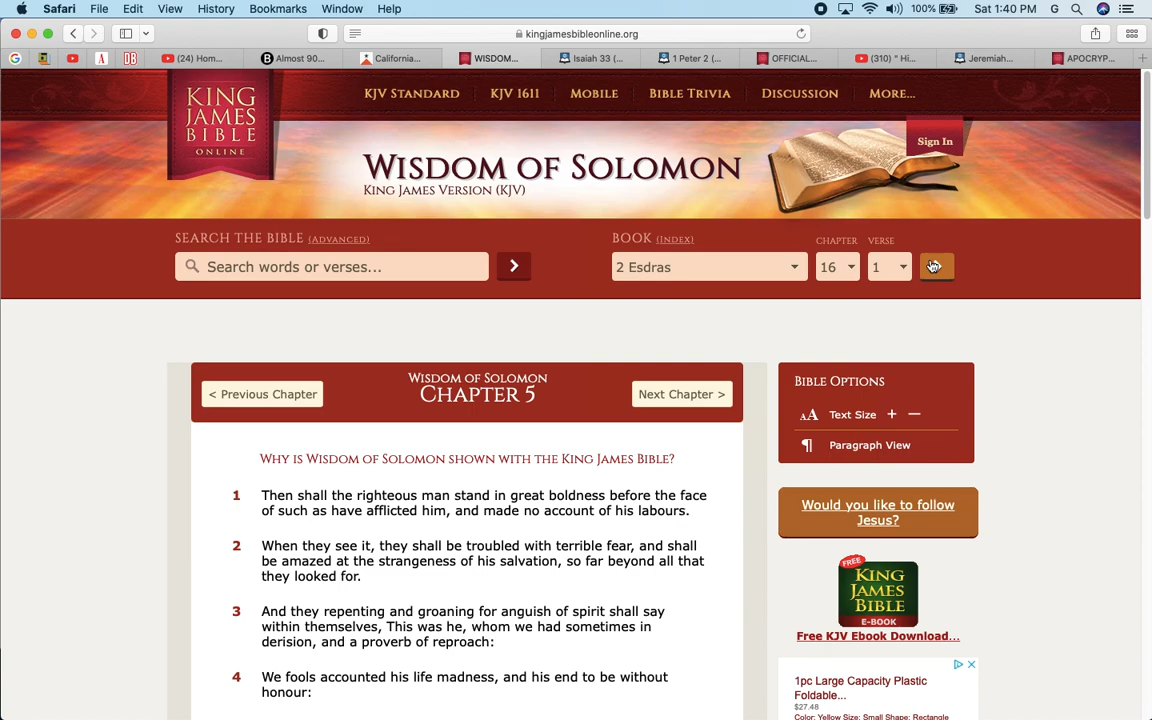 Safari File Edit View History Bookmarks Window Help 100% Sat 1:40 PM G
kingjamesbibleonline.org
(24) Hom... Almost 90... California... WISDOM... Isaiah 33 (... 1 Peter 2 (... OFFICIAL... (310) " Hi... Jeremiah... APOCRYP...
KING JAMES BIBLE ONLINE
KJV STANDARD KJV 1611 MOBILE BIBLE TRIVIA DISCUSSION MORE...
Sign In
WISDOM OF SOLOMON
KING JAMES VERSION (KJV)
SEARCH THE BIBLE (ADVANCED)
Search words or verses...
BOOK (INDEX) CHAPTER VERSE
2 Esdras 16 1
< Previous Chapter
WISDOM OF SOLOMON
CHAPTER 5
Next Chapter >
WHY IS WISDOM OF SOLOMON SHOWN WITH THE KING JAMES BIBLE?
1 Then shall the righteous man stand in great boldness before the face
of such as have afflicted him, and made no account of his labours.
2 When they see it, they shall be troubled with terrible fear, and shall
be amazed at the strangeness of his salvation, so far beyond all that
they looked for.
3 And they repenting and groaning for anguish of spirit shall say
within themselves, This was he, whom we had sometimes in
derision, and a proverb of reproach:
4 We fools accounted his life madness, and his end to be without
honour:
BIBLE OPTIONS
AA Text Size + —
¶ Paragraph View
Would you like to follow
Jesus?
FREE
KING
JAMES
BIBLE
E-BOOK
Free KJV Ebook Download...
1pc Large Capacity Plastic
Foldable...
$27.48
Color: Yellow Size: Small Shape: Rectangle